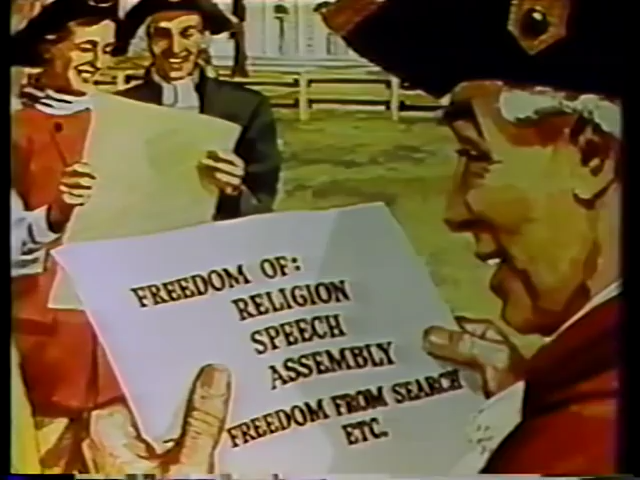 FREEDOM OF:
RELIGION
SPEECH
ASSEMBLY
FREEDOM FROM SEARCH
ETC.